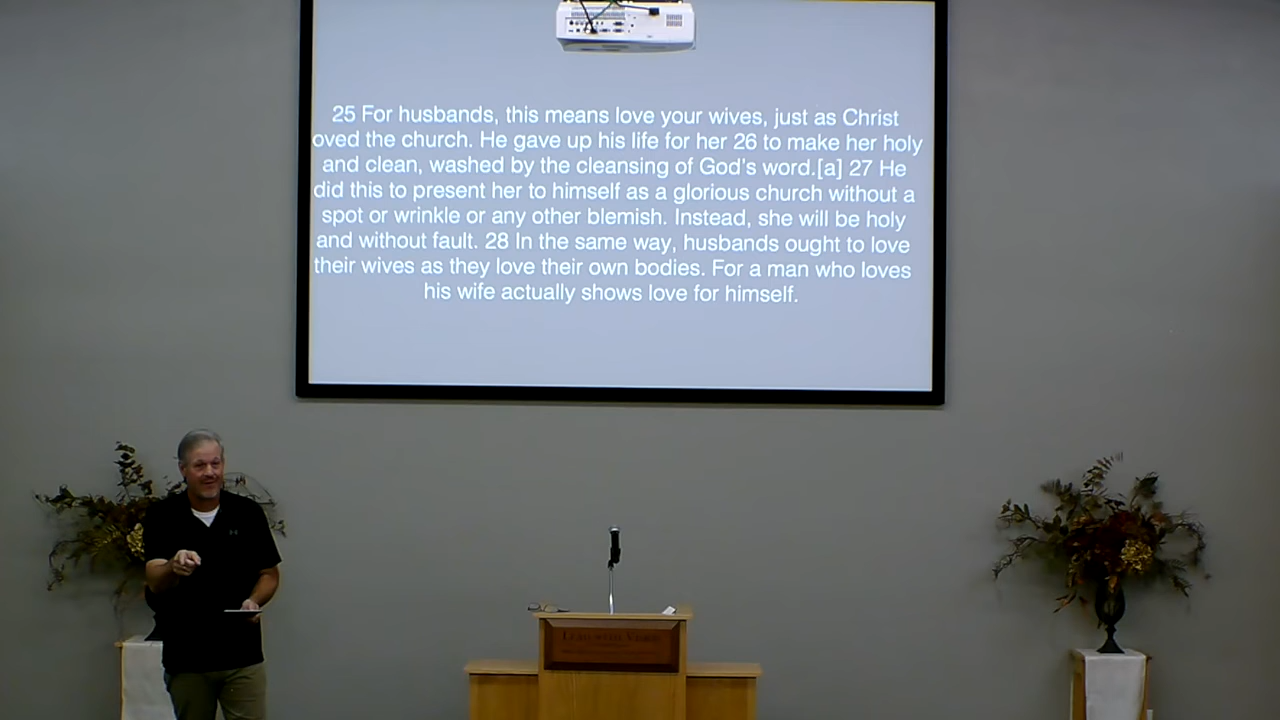 25 For husbands, this means love your wives, just as Christ
oved the church. He gave up his life for her 26 to make her holy
and clean, washed by the cleansing of God's word.[a] 27 He
did this to present her to himself as a glorious church without a
spot or wrinkle or any other blemish. Instead, she will be holy
and without fault. 28 In the same way, husbands ought to love
their wives as they love their own bodies. For a man who loves
his wife actually shows love for himself.